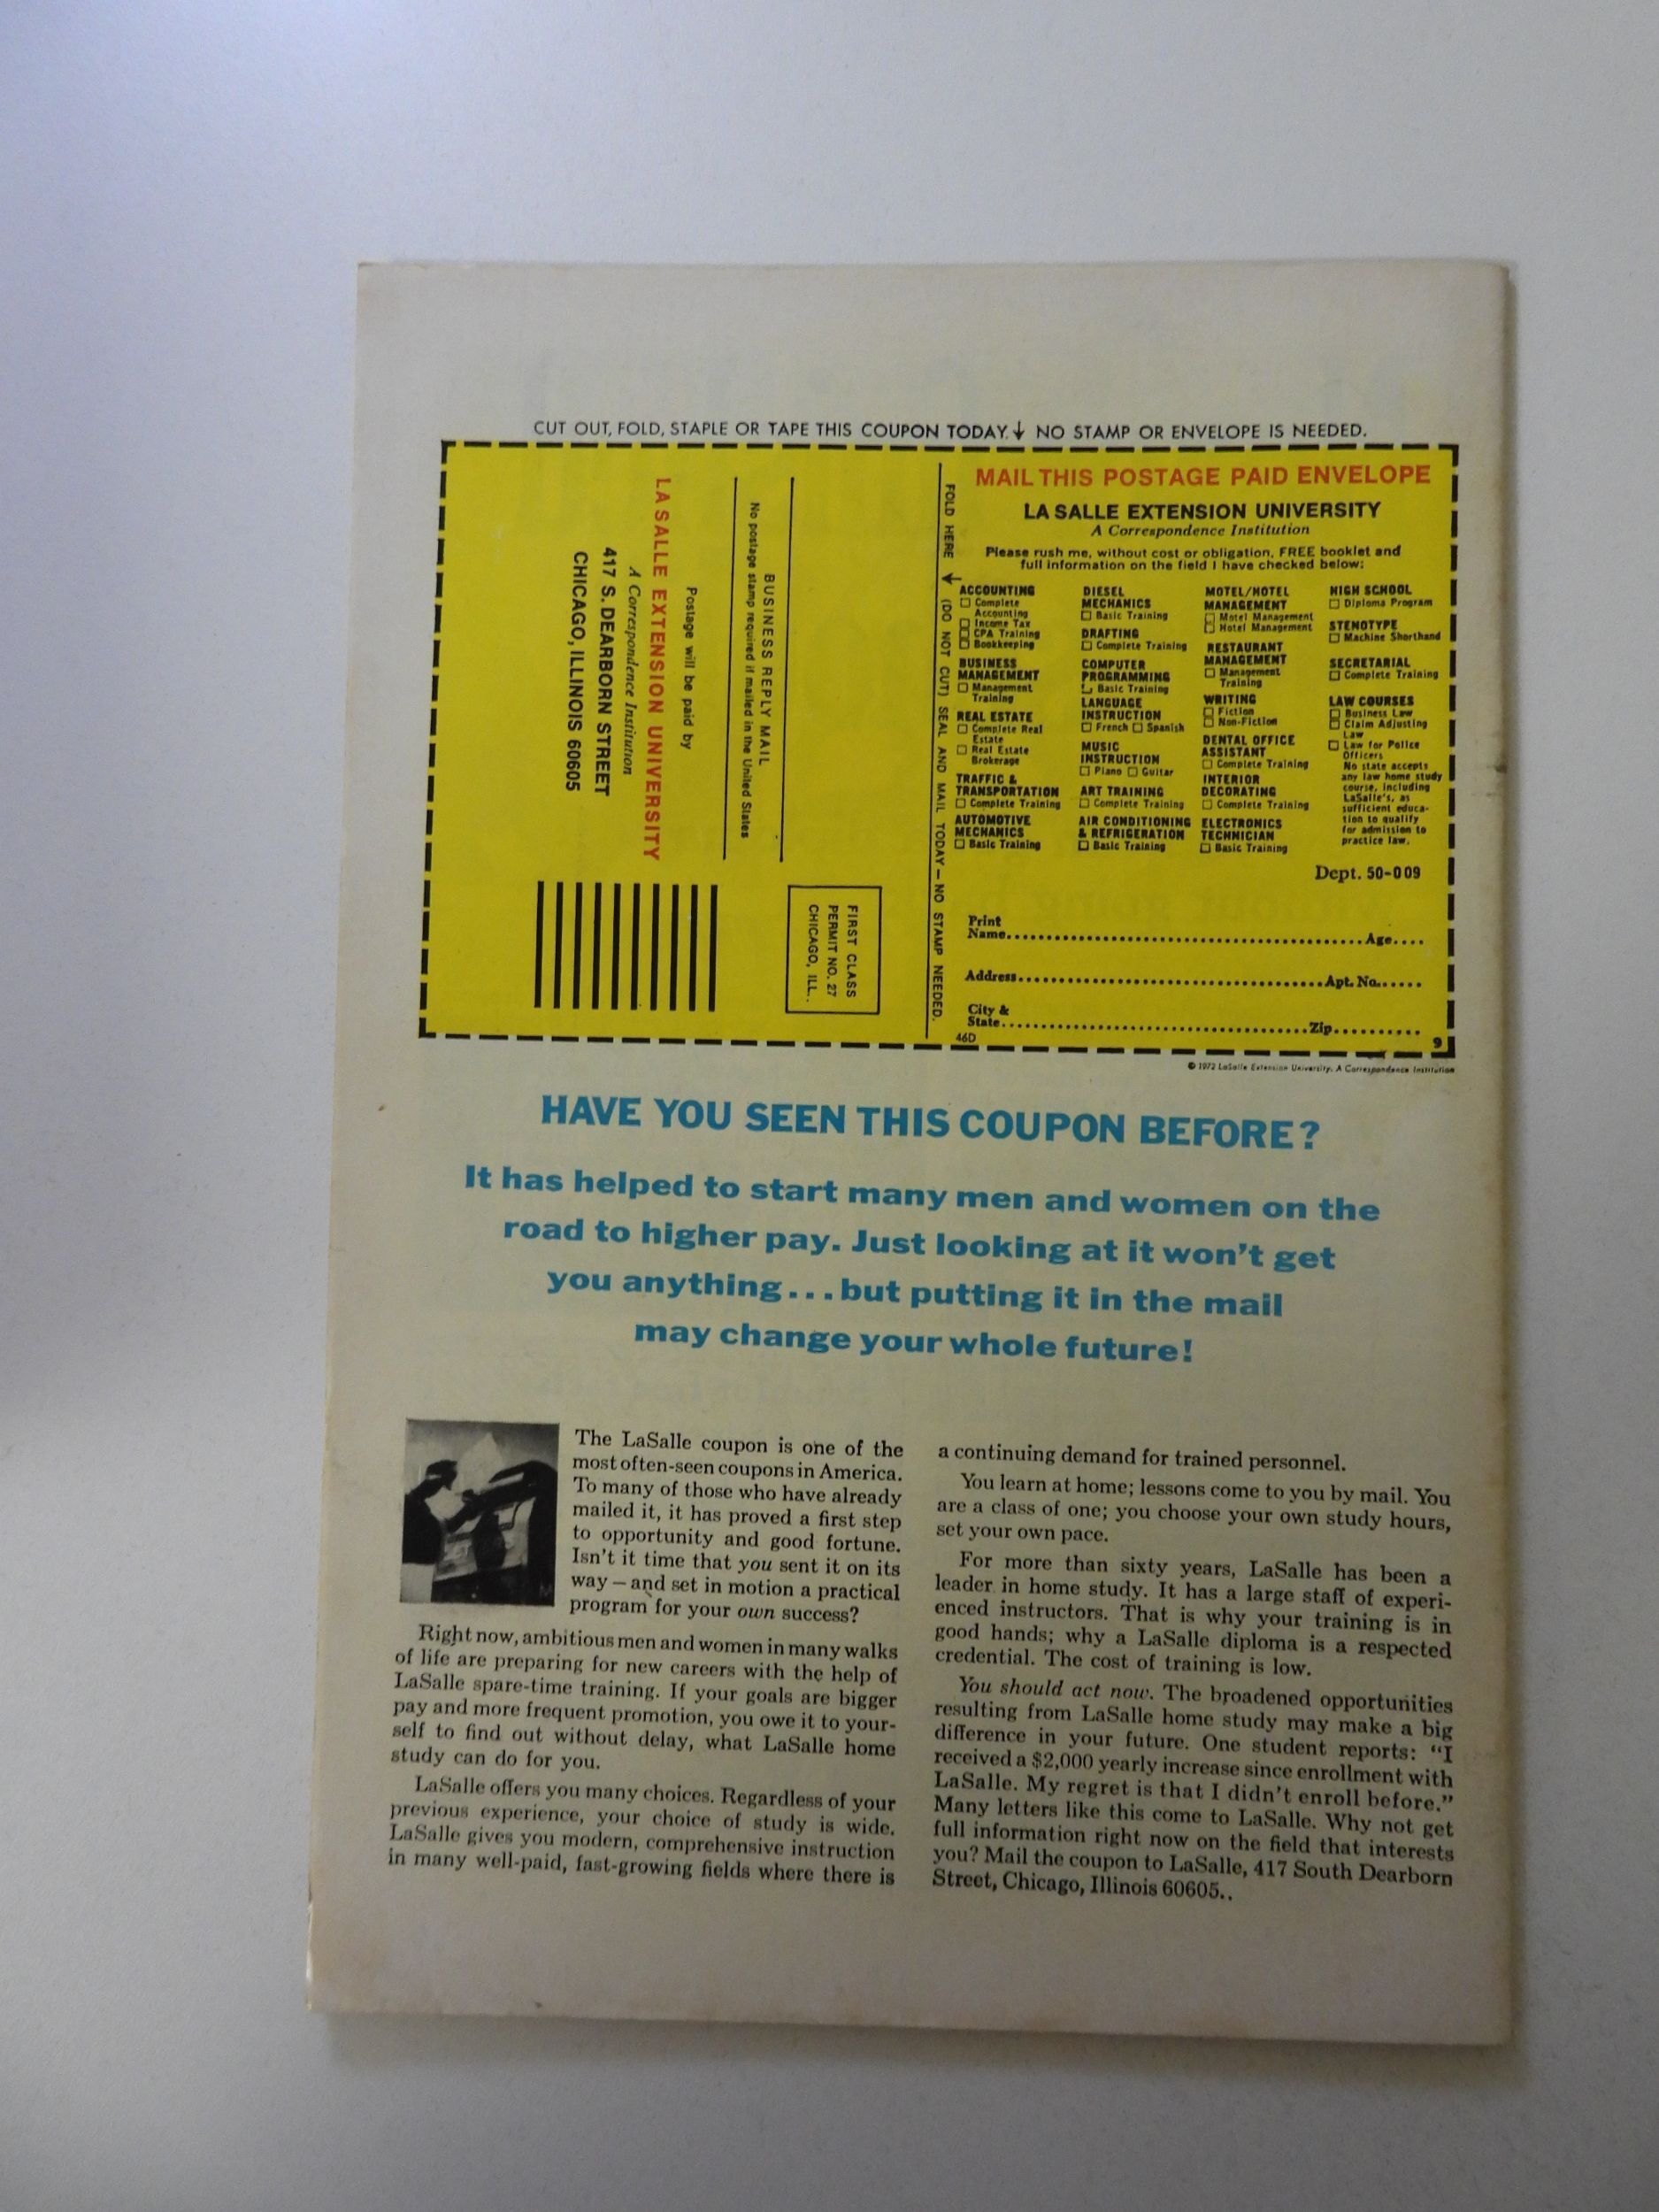 CUT OUT, FOLD, STAPLE OR TAPE THIS COUPON TODAY.↓ NO STAMP OR ENVELOPE IS NEEDED.
BUSINESS REPLY MAIL
No postage stamp required if mailed in the United States
Postage will be paid by
LA SALLE EXTENSION UNIVERSITY
A Correspondence Institution
417 S. DEARBORN STREET
CHICAGO, ILLINOIS 60605
FIRST CLASS
PERMIT NO. 27
CHICAGO, ILL.
FOLD HERE ↓ (DO NOT CUT) SEAL AND MAIL TODAY — NO STAMP NEEDED.
MAIL THIS POSTAGE PAID ENVELOPE
LA SALLE EXTENSION UNIVERSITY
A Correspondence Institution
Please rush me, without cost or obligation, FREE booklet and
full information on the field I have checked below:
ACCOUNTING
☐ Complete
Accounting
☐ Income Tax
☐ CPA Training
☐ Bookkeeping
BUSINESS
MANAGEMENT
☐ Management
Training
REAL ESTATE
☐ Complete Real
Estate
☐ Real Estate
Brokerage
TRAFFIC &
TRANSPORTATION
☐ Complete Training
AUTOMOTIVE
MECHANICS
☐ Basic Training
DIESEL
MECHANICS
☐ Basic Training
DRAFTING
☐ Complete Training
COMPUTER
PROGRAMMING
☐ Basic Training
LANGUAGE
INSTRUCTION
☐ French ☐ Spanish
MUSIC
INSTRUCTION
☐ Piano ☐ Guitar
ART TRAINING
☐ Complete Training
AIR CONDITIONING
& REFRIGERATION
☐ Basic Training
MOTEL/HOTEL
MANAGEMENT
☐ Motel Management
☐ Hotel Management
RESTAURANT
MANAGEMENT
☐ Management
Training
WRITING
☐ Fiction
☐ Non-Fiction
DENTAL OFFICE
ASSISTANT
☐ Complete Training
INTERIOR
DECORATING
☐ Complete Training
ELECTRONICS
TECHNICIAN
☐ Basic Training
HIGH SCHOOL
☐ Diploma Program
STENOTYPE
☐ Machine Shorthand
SECRETARIAL
☐ Complete Training
LAW COURSES
☐ Business Law
☐ Claim Adjusting
Law
☐ Law for Police
Officers
No state accepts
any law home study
course, including
LaSalle's, as
sufficient educa-
tion to qualify
for admission to
practice law.
Dept. 50-009
Print
Name.....Age....
Address.....Apt. No......
City &
State.....Zip..........
46D 9
© 1972 LaSalle Extension University, A Correspondence Institution
HAVE YOU SEEN THIS COUPON BEFORE?
It has helped to start many men and women on the
road to higher pay. Just looking at it won't get
you anything...but putting it in the mail
may change your whole future!
The LaSalle coupon is one of the
most often-seen coupons in America.
To many of those who have already
mailed it, it has proved a first step
to opportunity and good fortune.
Isn't it time that you sent it on its
way – and set in motion a practical
program for your own success?
Right now, ambitious men and women in many walks
of life are preparing for new careers with the help of
LaSalle spare-time training. If your goals are bigger
pay and more frequent promotion, you owe it to your-
self to find out without delay, what LaSalle home
study can do for you.
LaSalle offers you many choices. Regardless of your
previous experience, your choice of study is wide.
LaSalle gives you modern, comprehensive instruction
in many well-paid, fast-growing fields where there is
a continuing demand for trained personnel.
You learn at home; lessons come to you by mail. You
are a class of one; you choose your own study hours,
set your own pace.
For more than sixty years, LaSalle has been a
leader in home study. It has a large staff of experi-
enced instructors. That is why your training is in
good hands; why a LaSalle diploma is a respected
credential. The cost of training is low.
You should act now. The broadened opportunities
resulting from LaSalle home study may make a big
difference in your future. One student reports: "I
received a $2,000 yearly increase since enrollment with
LaSalle. My regret is that I didn't enroll before."
Many letters like this come to LaSalle. Why not get
full information right now on the field that interests
you? Mail the coupon to LaSalle, 417 South Dearborn
Street, Chicago, Illinois 60605..